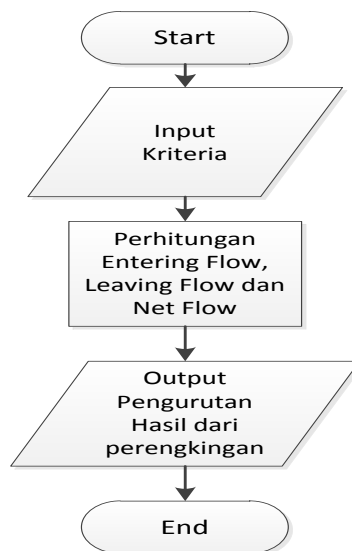 Start
Input
Kriteria
Perhitungan
Entering Flow,
Leaving Flow dan
Net Flow
Output
Pengurutan
Hasil dari
perengkingan
End